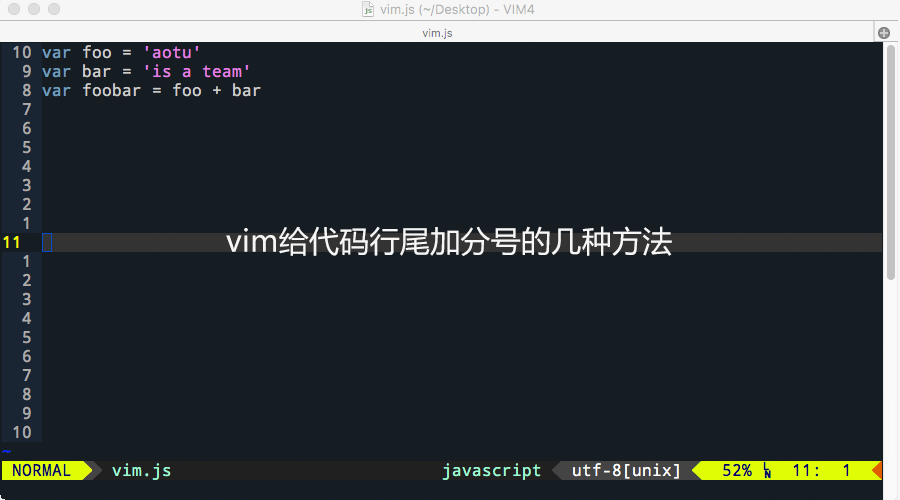 vim.js (~/Desktop) - VIM4
vim.js
10 var foo = 'aotu'
9 var bar = 'is a team'
8 var foobar = foo + bar
7
6
5
4
3
2
1
11 vim给代码行尾加分号的几种方法
1
2
3
4
5
6
7
8
9
10
~
NORMAL vim.js javascript utf-8[unix] 52% LN 11: 1